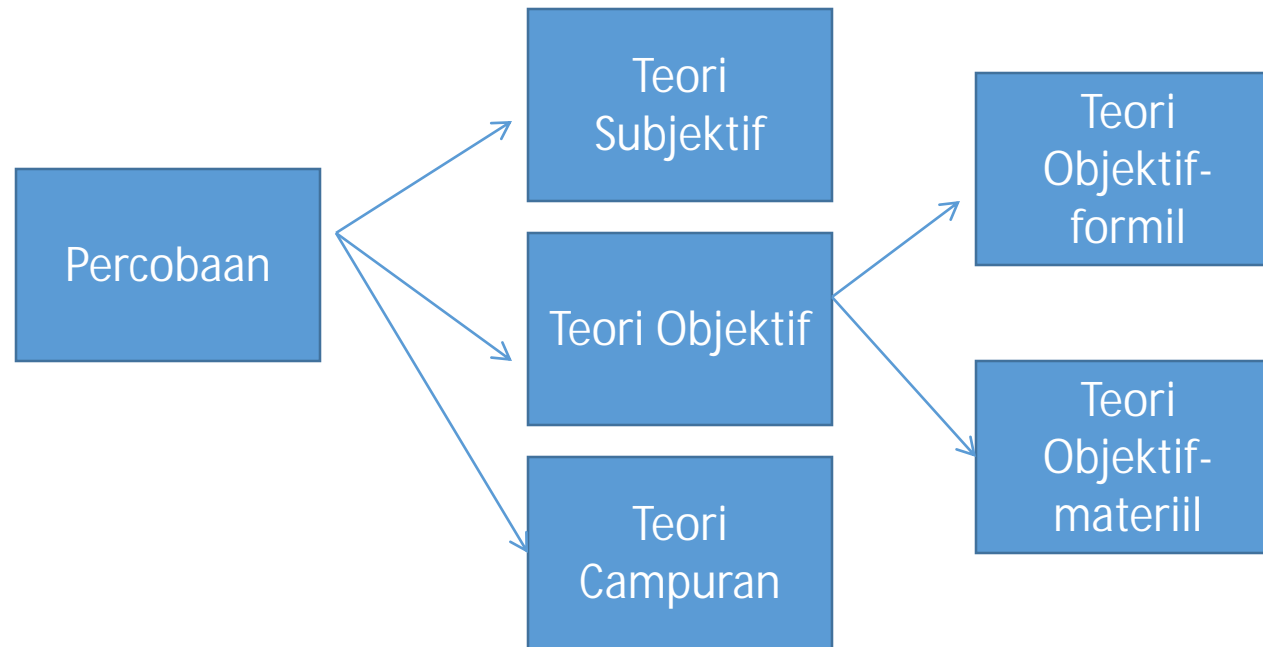 Percobaan
Teori
Subjektif
Teori Objektif
Teori
Campuran
Teori
Objektif-
formil
Teori
Objektif-
materiil